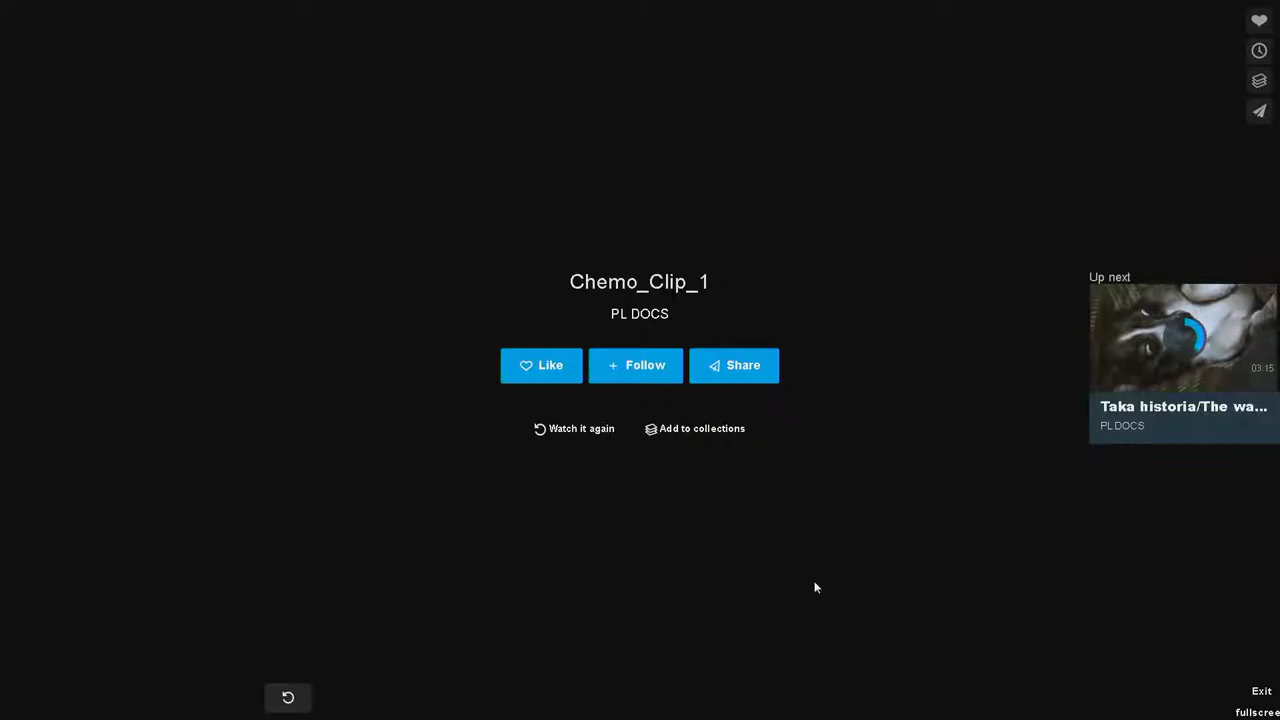 Chemo_Clip_1
PL DOCS
Like
Follow
Share
Watch it again
Add to collections
Up next
03:15
Taka historia/The wa...
PL DOCS
Exit
fullscree